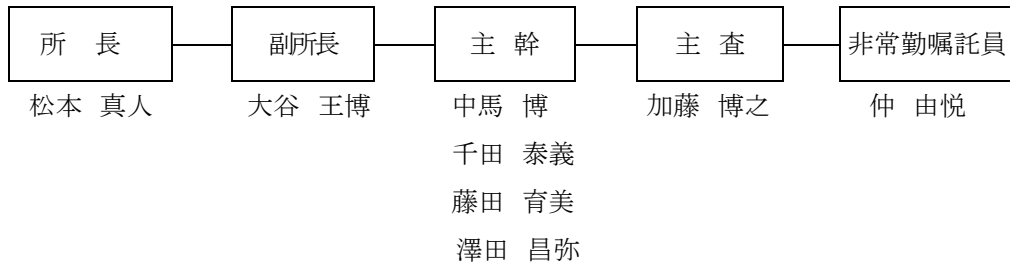 所 長 副所長 主 幹 主 査 非常勤嘱託員
松本 真人 大谷 王博 中馬 博 加藤 博之 仲 由悦
千田 泰義
藤田 育美
澤田 昌弥